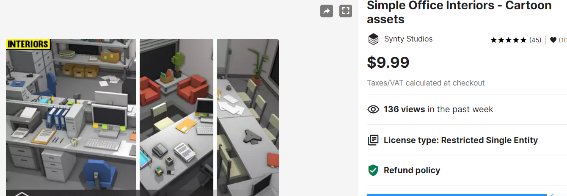 Simple Office Interiors - Cartoon
assets
INTERIORS
Synty Studios
(45)
$9.99
Taxes/VAT calculated at checkout
136 views in the past week
License type: Restricted Single Entity
Refund policy